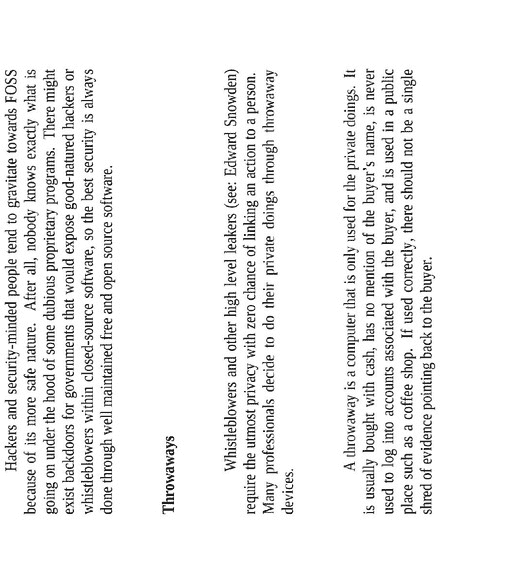 Hackers and security-minded people tend to gravitate towards FOSS
because of its more safe nature. After all, nobody knows exactly what is
going on under the hood of some dubious proprietary programs. There might
exist backdoors for governments that would expose good-natured hackers or
whistleblowers within closed-source software, so the best security is always
done through well maintained free and open source software.
Throwaways
Whistleblowers and other high level leakers (see: Edward Snowden)
require the utmost privacy with zero chance of linking an action to a person.
Many professionals decide to do their private doings through throwaway
devices.
A throwaway is a computer that is only used for the private doings. It
is usually bought with cash, has no mention of the buyer's name, is never
used to log into accounts associated with the buyer, and is used in a public
place such as a coffee shop. If used correctly, there should not be a single
shred of evidence pointing back to the buyer.